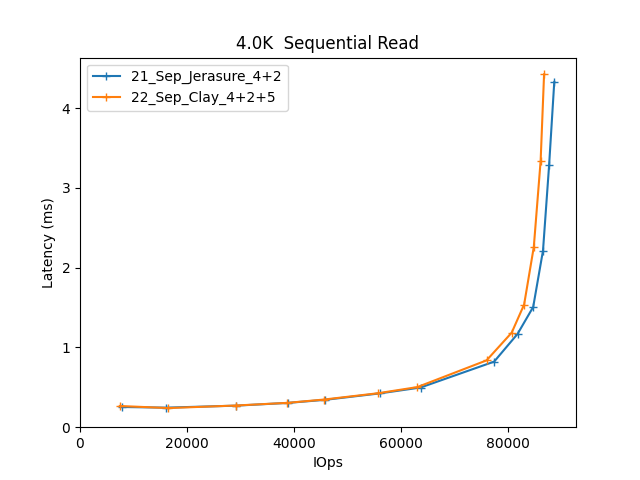 4.0K  Sequential Read
21_Sep_Jerasure_4+2
22_Sep_Clay_4+2+5
Latency (ms)
4
3
2
1
0
0 20000 40000 60000 80000
IOps